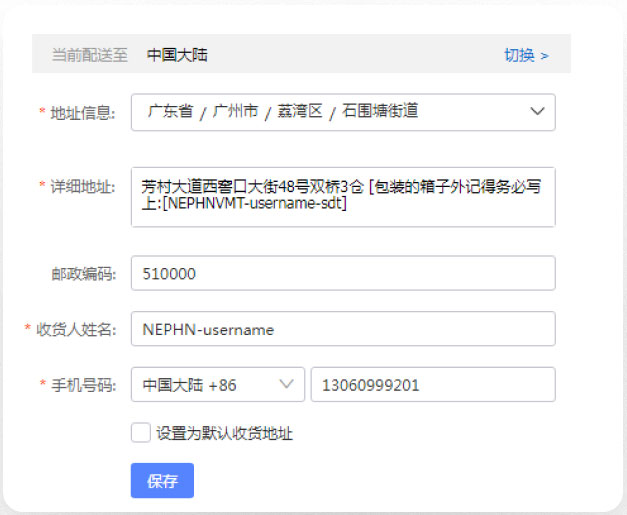 当前配送至 中国大陆 切换 >
* 地址信息: 广东省 / 广州市 / 荔湾区 / 石围塘街道
* 详细地址: 芳村大道西窖口大街48号双桥3仓 [包装的箱子外记得务必写
上:[NEPHNVMT-username-sdt]
邮政编码: 510000
* 收货人姓名: NEPHN-username
* 手机号码: 中国大陆 +86 13060999201
设置为默认收货地址
保存